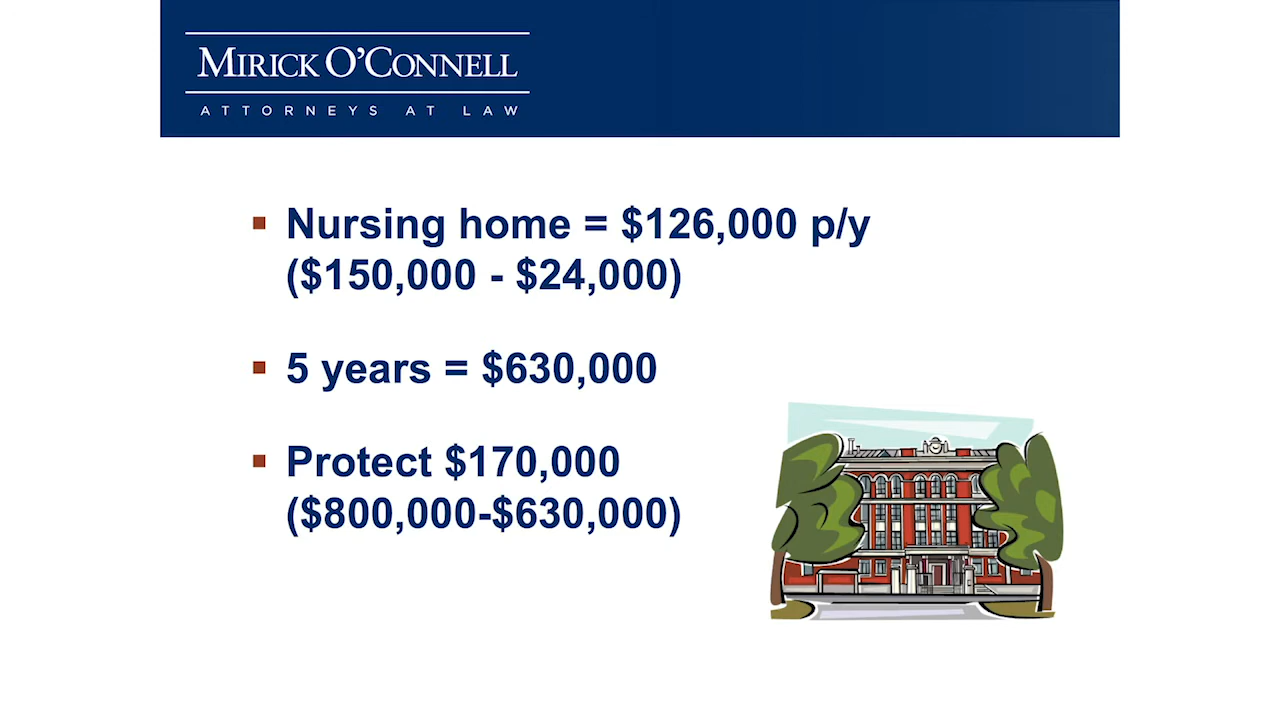 MIRICK O'CONNELL
ATTORNEYS AT LAW
▪ Nursing home = $126,000 p/y
($150,000 - $24,000)
▪ 5 years = $630,000
▪ Protect $170,000
($800,000-$630,000)